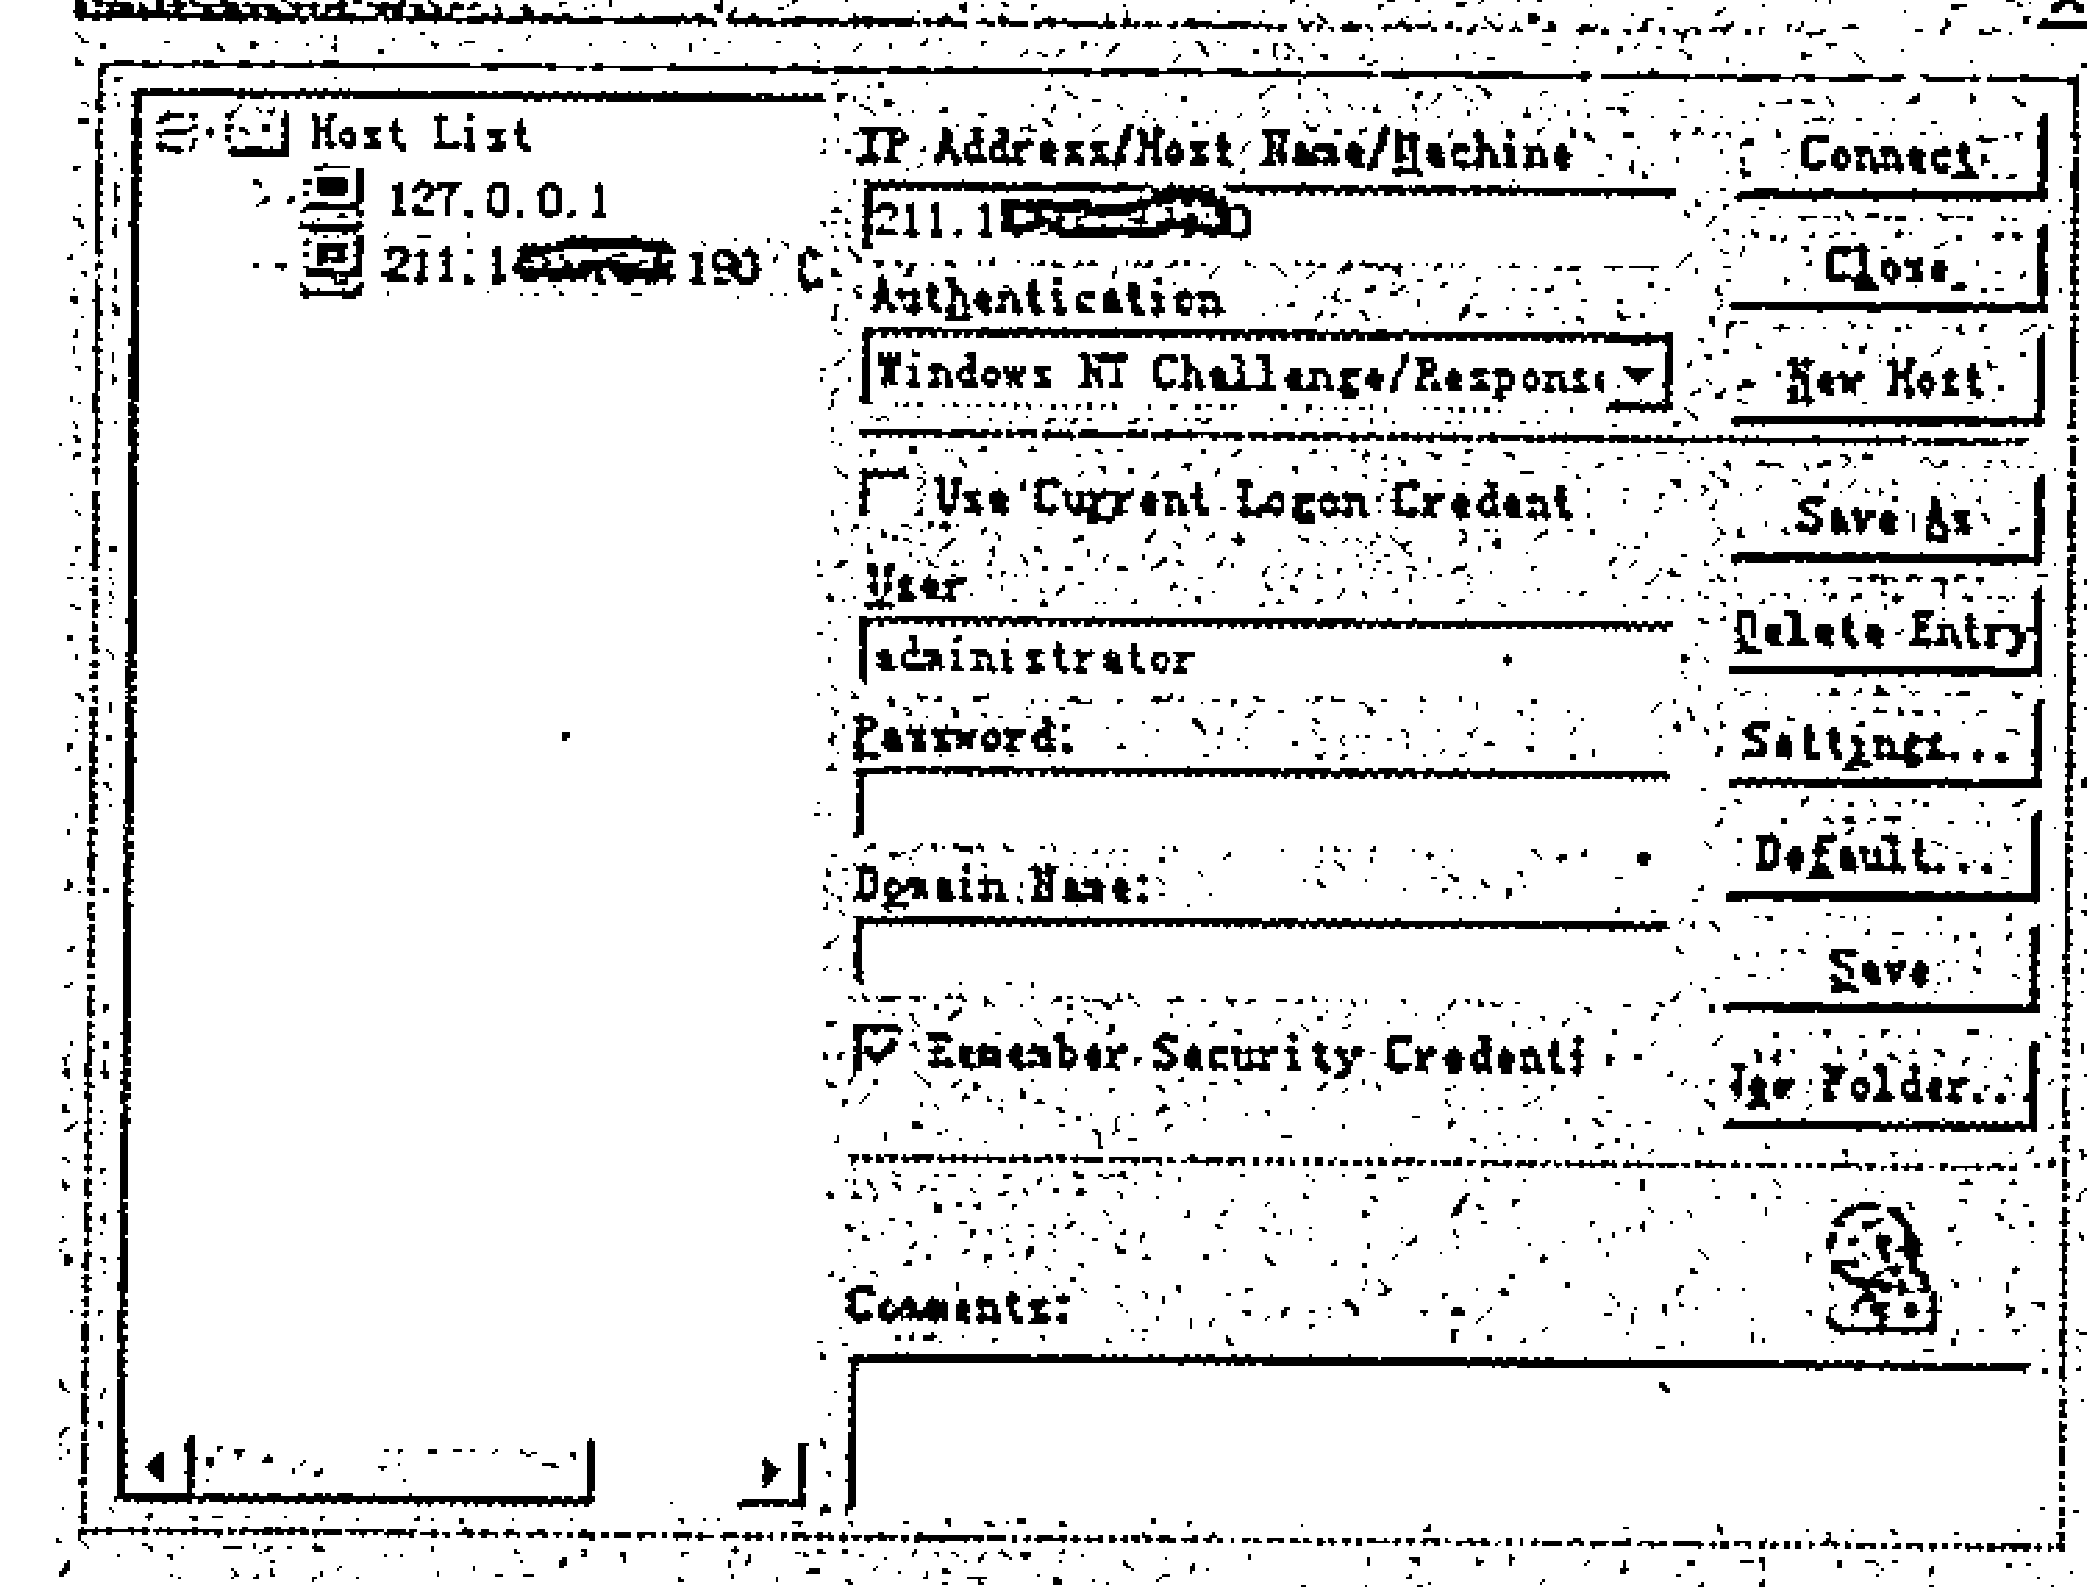 Host List
127.0.0.1
211.1 190 C
IP Address/Host Name/Machine
211.1 0
Authentication
Windows NT Challenge/Response
Use Current Logon Credent
User
administrator
Password:
Domain Name:
Remember Security Credenti
Comments:
Connect
Close
New Host
Save As
Delete Entry
Settings...
Default...
Save
New Folder...